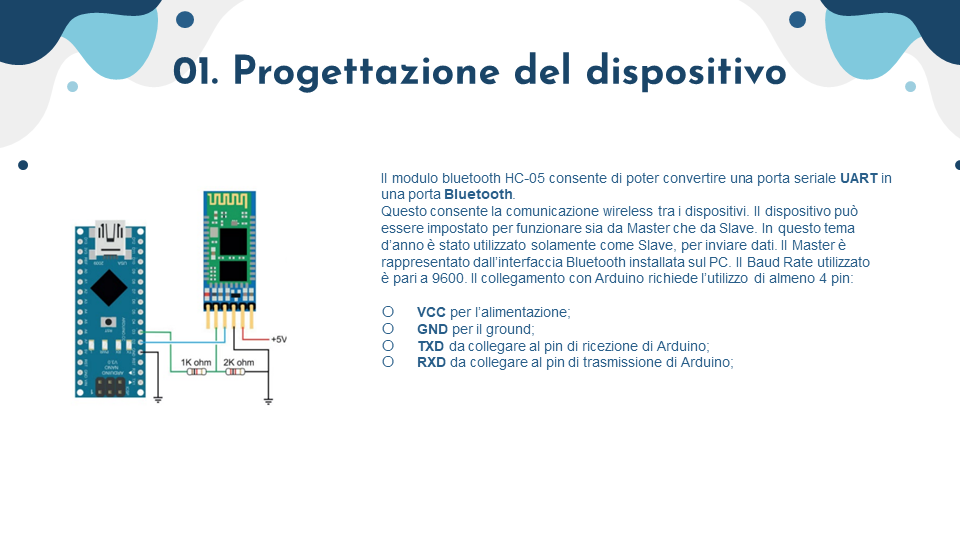 01. Progettazione del dispositivo
Il modulo bluetooth HC-05 consente di poter convertire una porta seriale UART in
una porta Bluetooth.
Questo consente la comunicazione wireless tra i dispositivi. Il dispositivo può
essere impostato per funzionare sia da Master che da Slave. In questo tema
d’anno è stato utilizzato solamente come Slave, per inviare dati. Il Master è
rappresentato dall’interfaccia Bluetooth installata sul PC. Il Baud Rate utilizzato
è pari a 9600. Il collegamento con Arduino richiede l’utilizzo di almeno 4 pin:
VCC per l’alimentazione;
GND per il ground;
TXD da collegare al pin di ricezione di Arduino;
RXD da collegare al pin di trasmissione di Arduino;
+5V
1K ohm 2K ohm